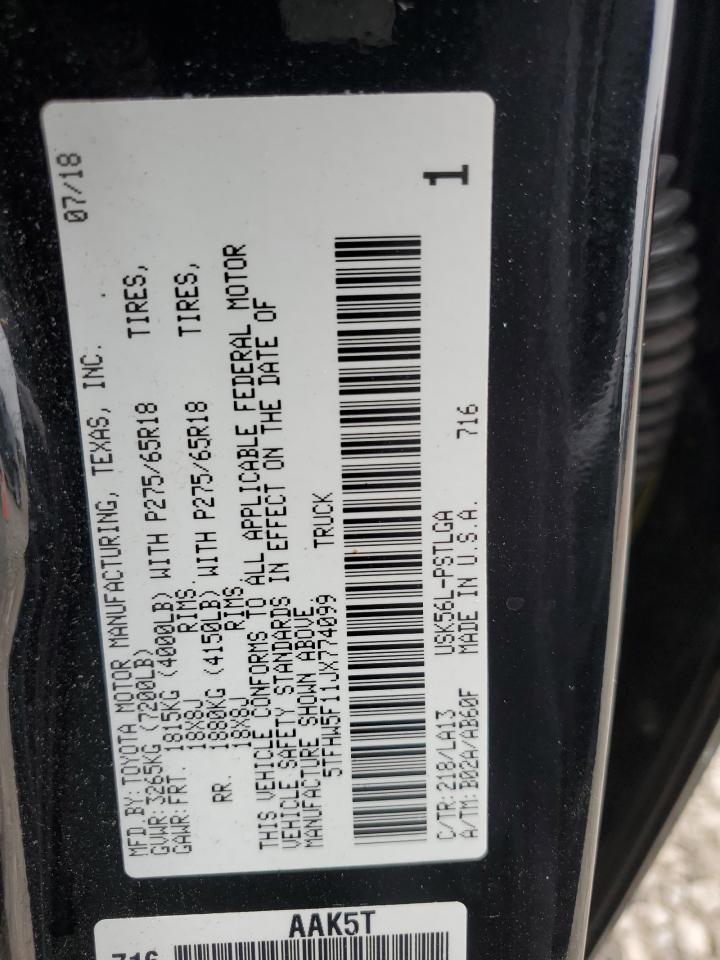 MFD BY: TOYOTA MOTOR MANUFACTURING, TEXAS, INC. 07/18
GVWR: 3265KG (7200LB)
GAWR: FRT. 1815KG (4000LB) WITH P275/65R18 TIRES,
18X8J RIMS,
RR. 1880KG (4150LB) WITH P275/65R18 TIRES,
18X8J RIMS,
THIS VEHICLE CONFORMS TO ALL APPLICABLE FEDERAL MOTOR
VEHICLE SAFETY STANDARDS IN EFFECT ON THE DATE OF
MANUFACTURE SHOWN ABOVE.
5TFHW5F11JX774099 TRUCK
1
C/TR: 218/LA13 USK56L-PSTLGA 716
A/TM: B02A/AB60F MADE IN U.S.A.
AAK5T
716